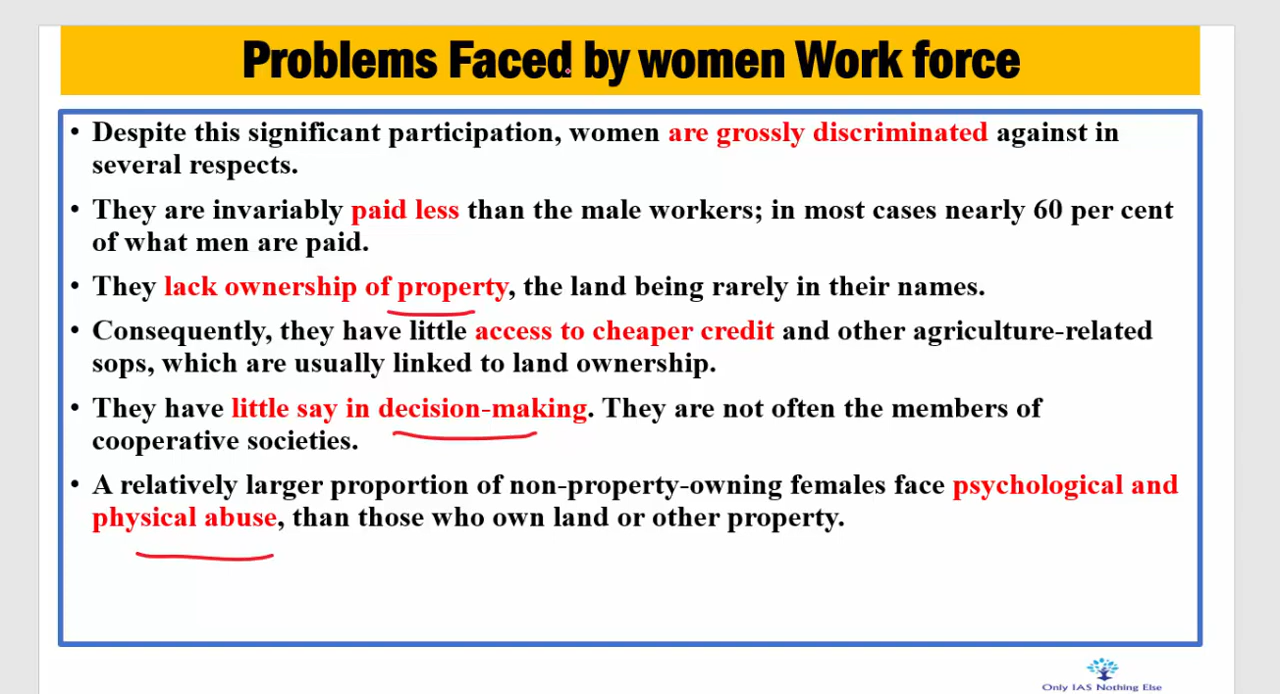 Problems Faced by women Work force
• Despite this significant participation, women are grossly discriminated against in
several respects.
• They are invariably paid less than the male workers; in most cases nearly 60 per cent
of what men are paid.
• They lack ownership of property, the land being rarely in their names.
• Consequently, they have little access to cheaper credit and other agriculture-related
sops, which are usually linked to land ownership.
• They have little say in decision-making. They are not often the members of
cooperative societies.
• A relatively larger proportion of non-property-owning females face psychological and
physical abuse, than those who own land or other property.
Only IAS Nothing Else